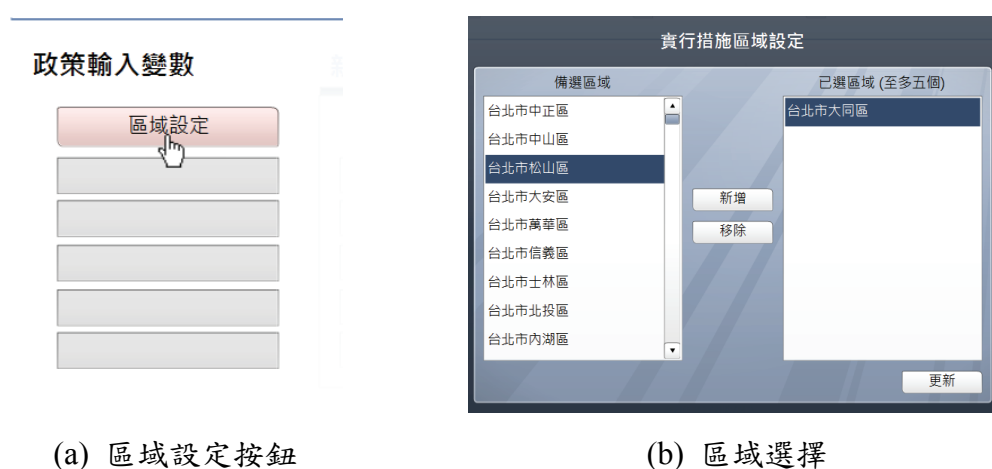 政策輸入變數
區域設定
(a) 區域設定按鈕
實行措施區域設定
備選區域
已選區域 (至多五個)
台北市中正區
台北市中山區
台北市松山區
台北市大安區
台北市萬華區
台北市信義區
台北市士林區
台北市北投區
台北市內湖區
新增
移除
台北市大同區
更新
(b) 區域選擇